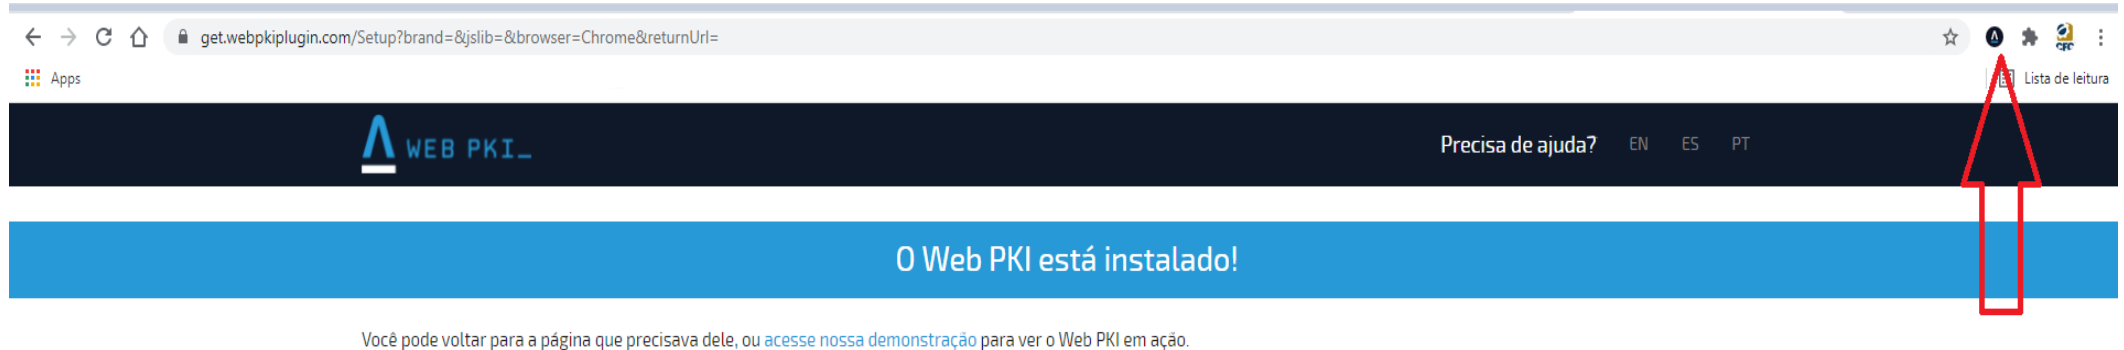 get.webpkiplugin.com/Setup?brand=&jslib=&browser=Chrome&returnUrl=
CFC
Apps
Lista de leitura
WEB PKI_
Precisa de ajuda? EN ES PT
O Web PKI está instalado!
Você pode voltar para a página que precisava dele, ou acesse nossa demonstração para ver o Web PKI em ação.